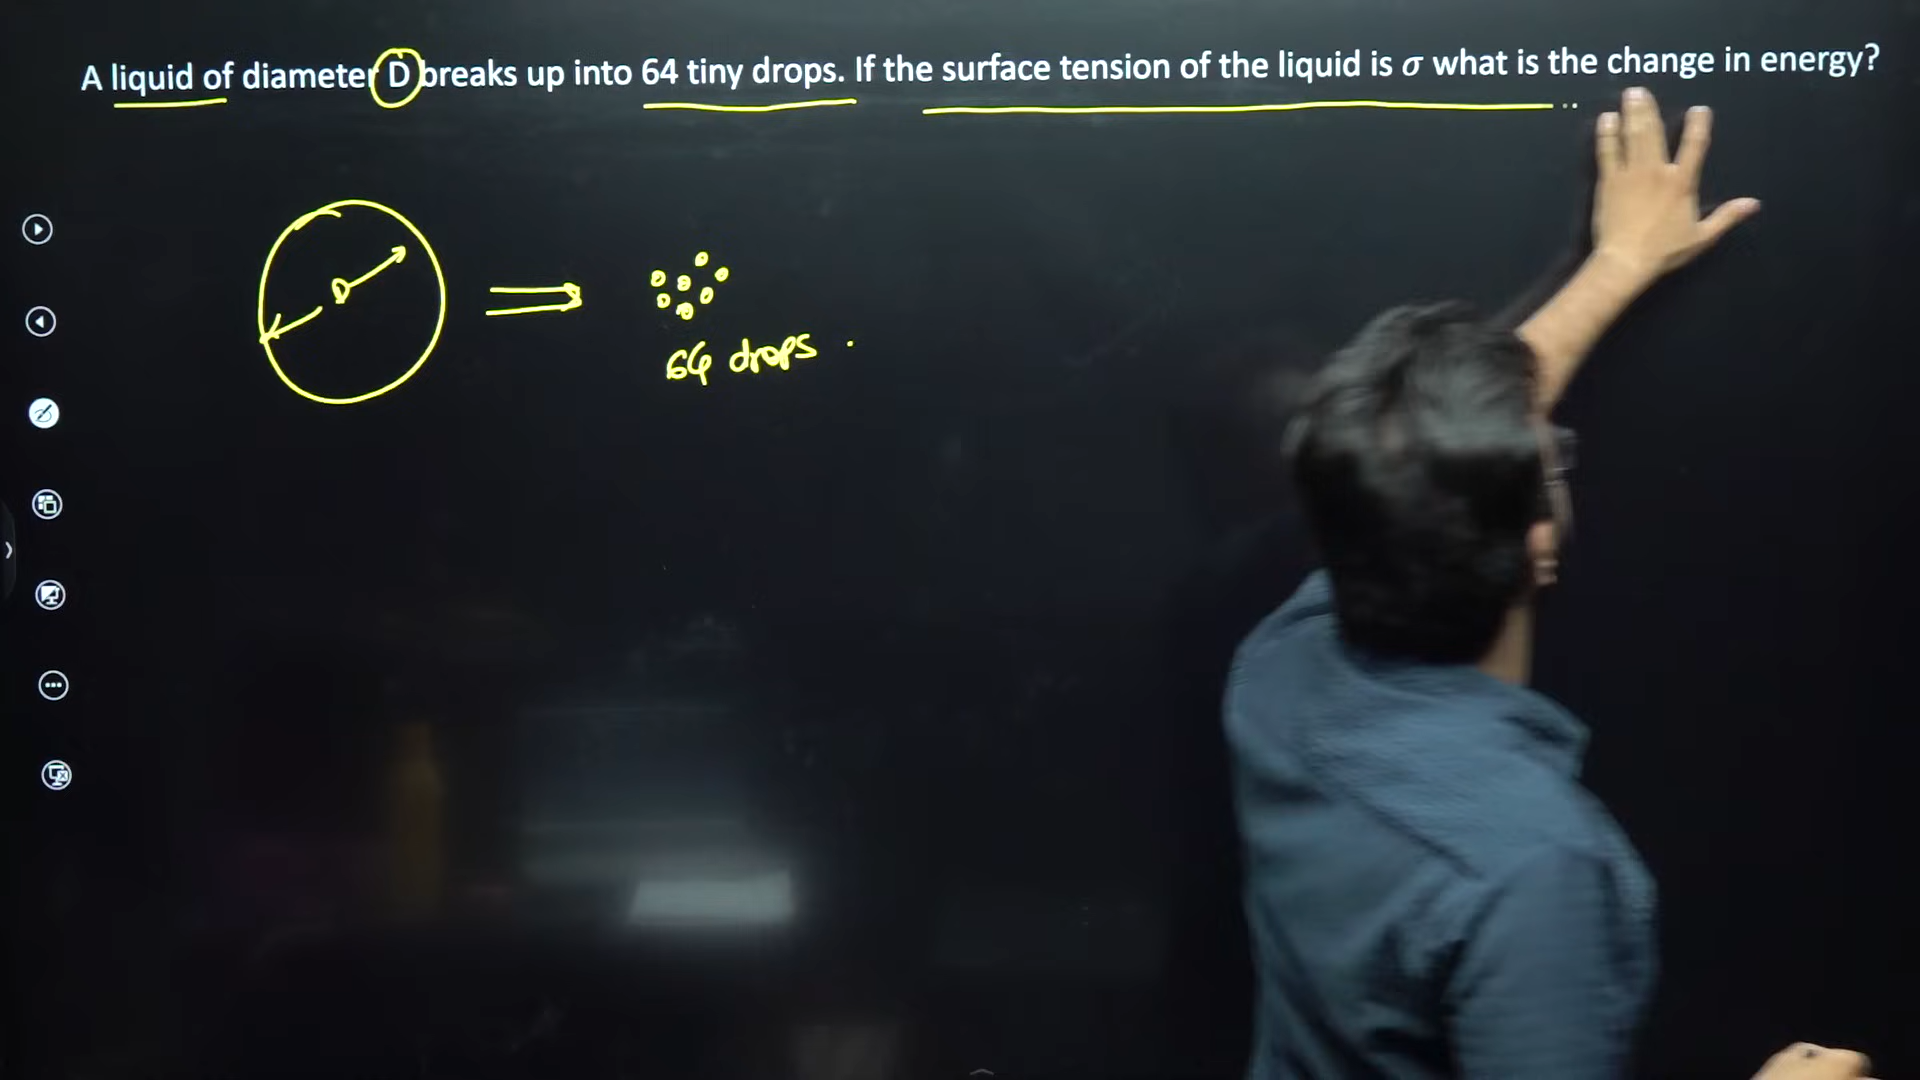 A liquid of diameter D breaks up into 64 tiny drops. If the surface tension of the liquid is σ what is the change in energy?
D
64 drops